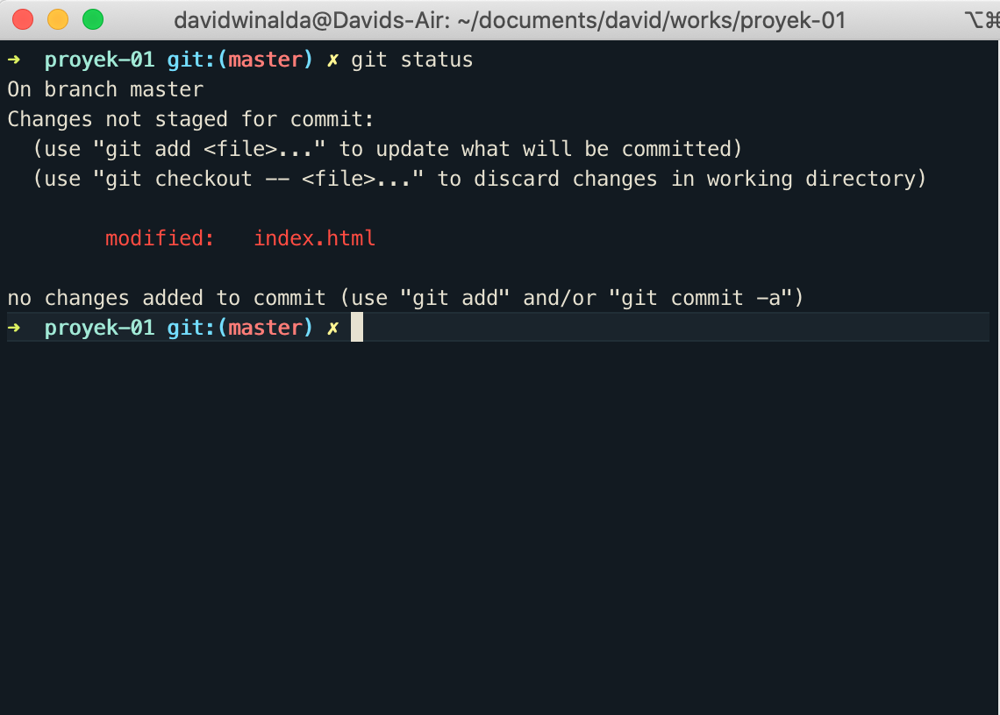 davidwinalda@Davids-Air: ~/documents/david/works/proyek-01 ⌥⌘
➜ proyek-01 git:(master) ✗ git status
On branch master
Changes not staged for commit:
  (use "git add <file>..." to update what will be committed)
  (use "git checkout -- <file>..." to discard changes in working directory)
        modified:   index.html
no changes added to commit (use "git add" and/or "git commit -a")
➜ proyek-01 git:(master) ✗